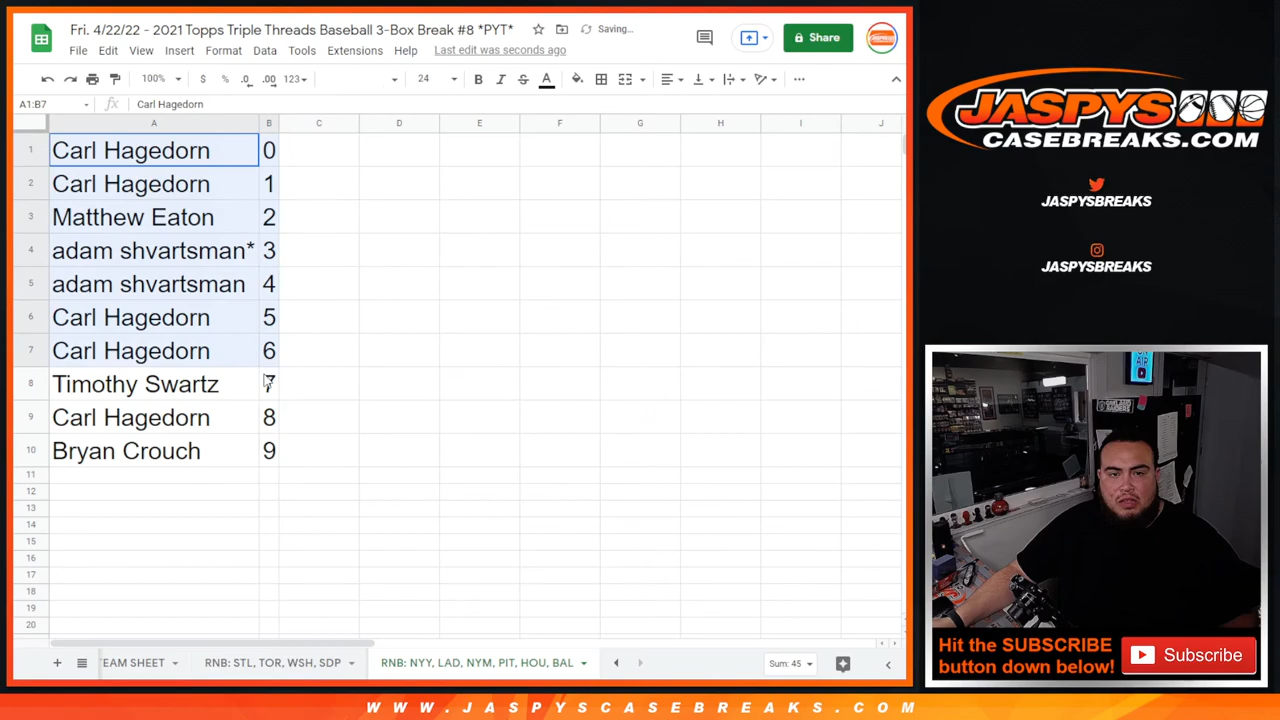 Fri. 4/22/22 - 2021 Topps Triple Threads Baseball 3-Box Break #8 *PYT*
Saving...
File Edit View Insert Format Data Tools Extensions Help Last edit was seconds ago
Share
100% $ % .0 .00 123 24 B I S A
A1:B7 fx Carl Hagedorn
A B C D E F G H I J
1 Carl Hagedorn 0
2 Carl Hagedorn 1
3 Matthew Eaton 2
4 adam shvartsman* 3
5 adam shvartsman 4
6 Carl Hagedorn 5
7 Carl Hagedorn 6
8 Timothy Swartz 7
9 Carl Hagedorn 8
10 Bryan Crouch 9
11
12
13
14
15
16
17
18
19
20
EAM SHEET RNB: STL, TOR, WSH, SDP RNB: NYY, LAD, NYM, PIT, HOU, BAL Sum: 45
JASPYS
CASEBREAKS.COM
JASPYSBREAKS
JASPYSBREAKS
ON
AIR
Hit the SUBSCRIBE
button down below!
Subscribe
WWW.JASPYSCASEBREAKS.COM